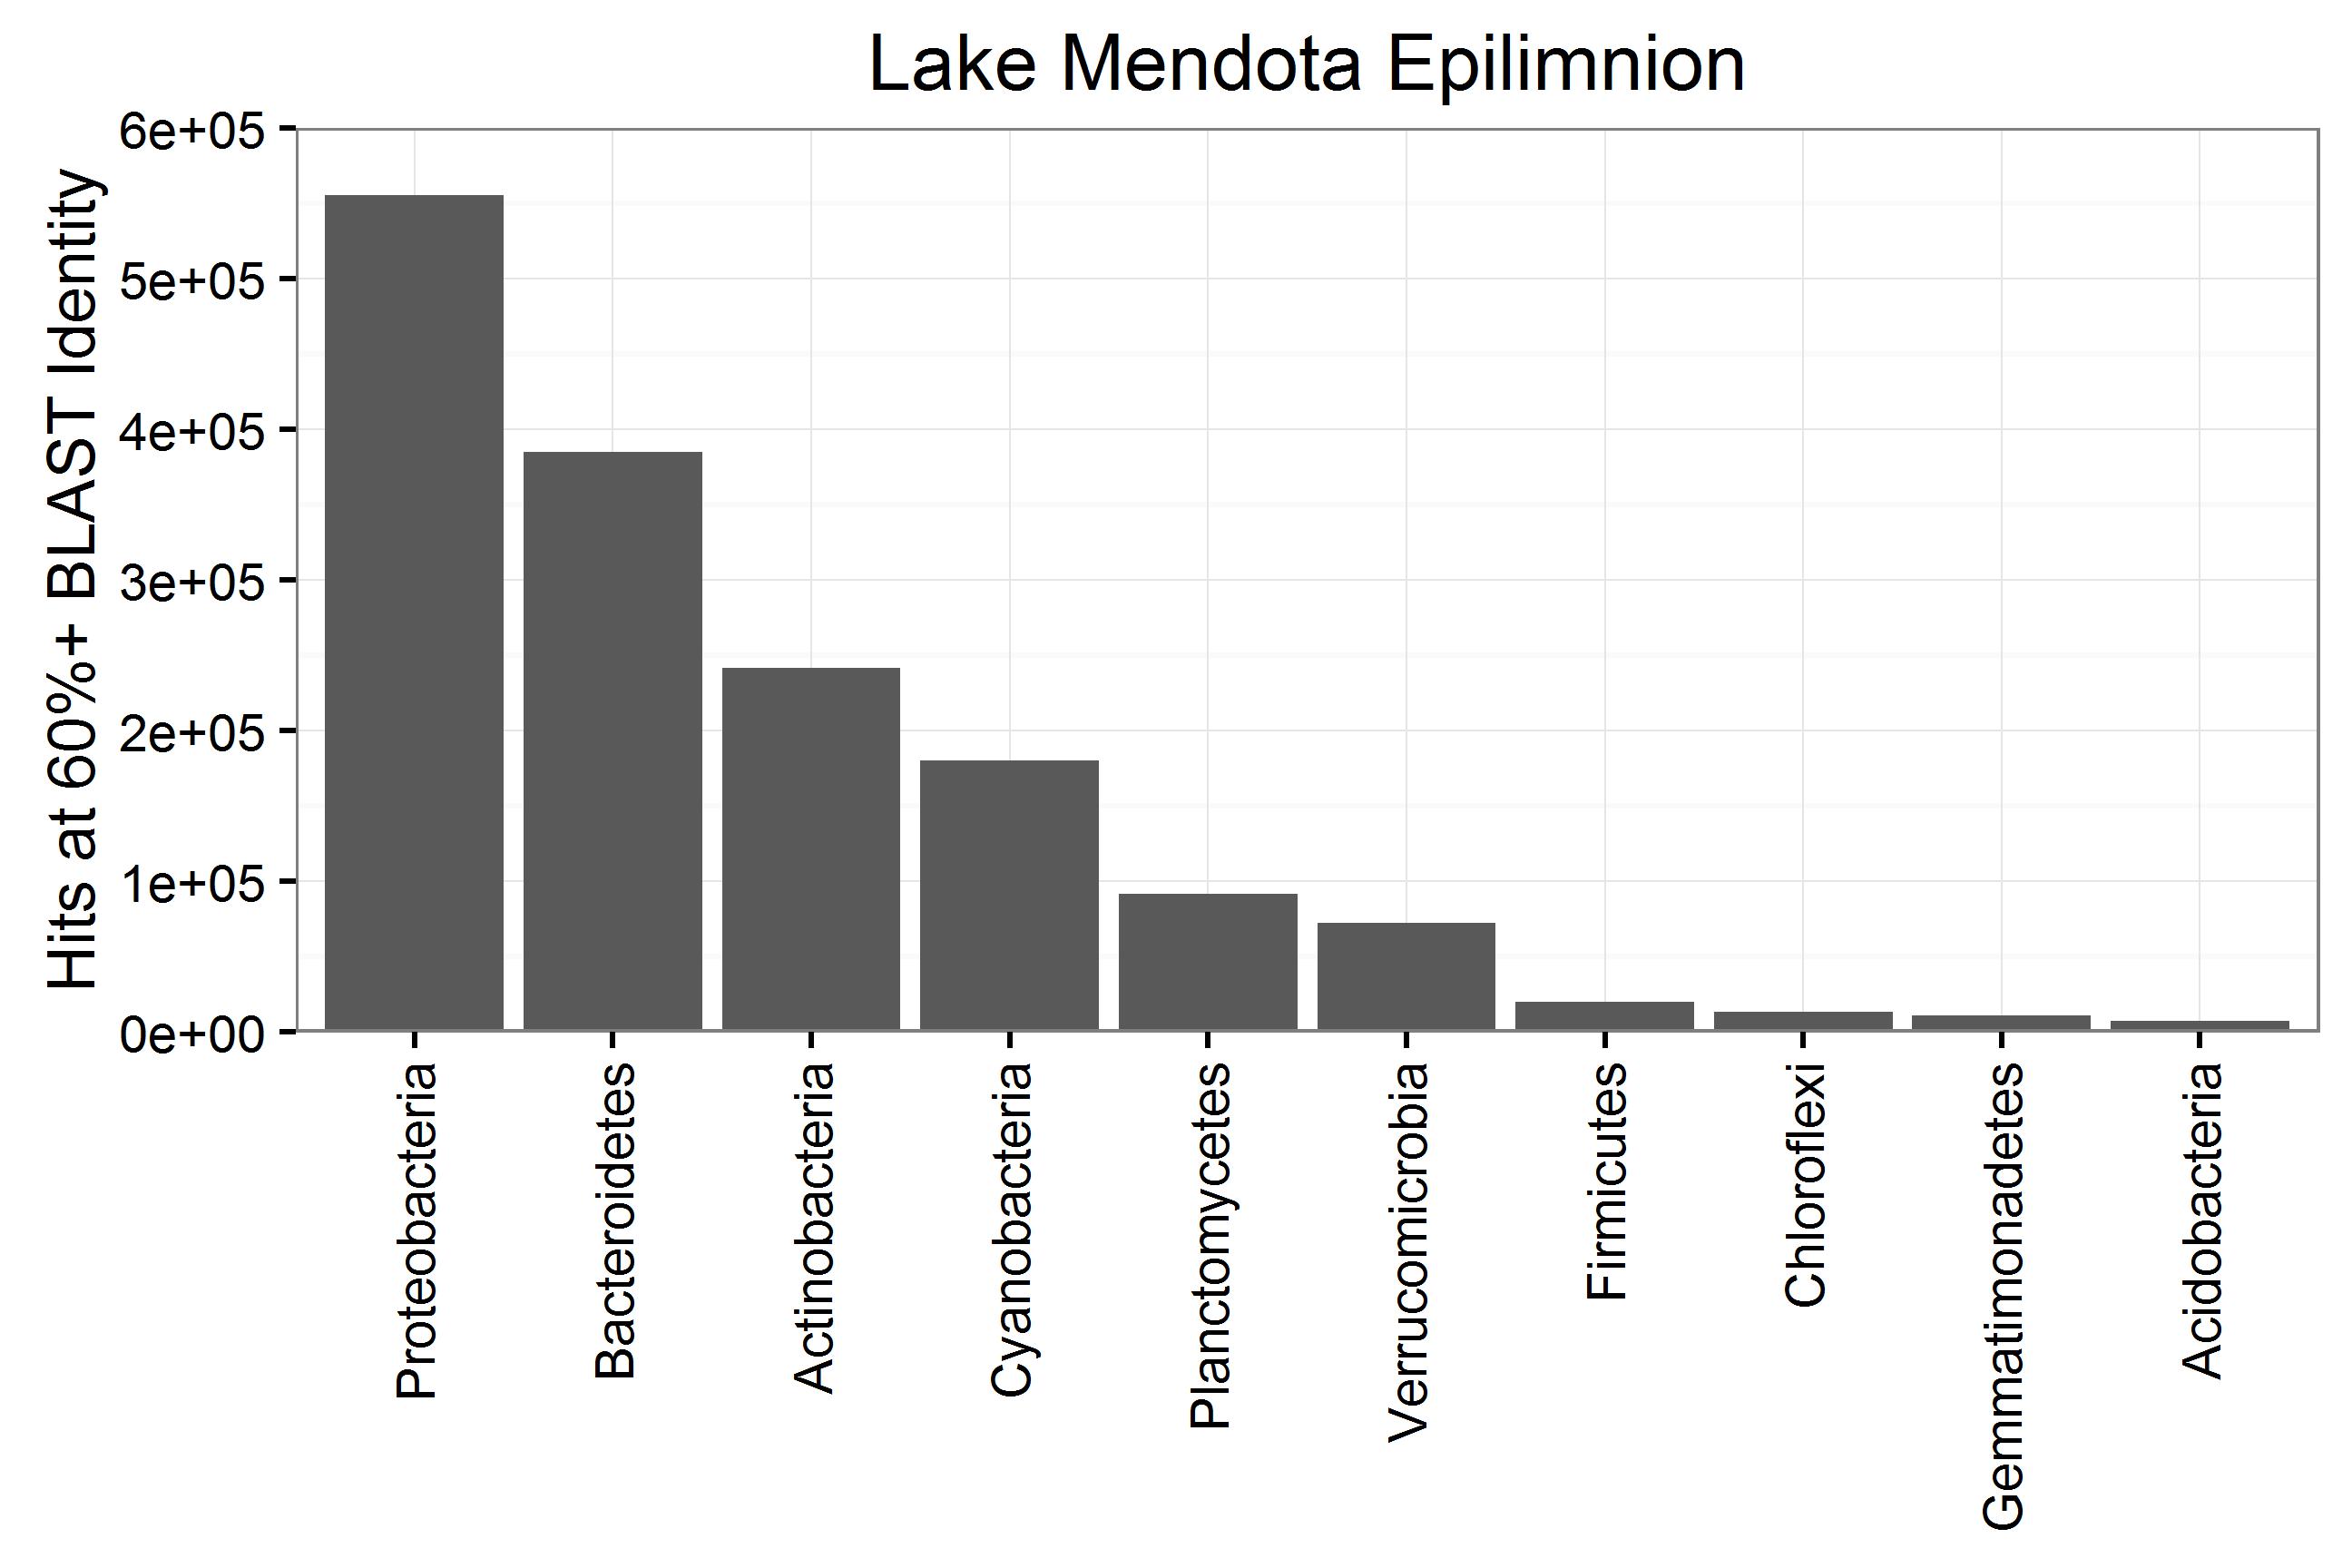 Lake Mendota Epilimnion
Hits at 60%+ BLAST Identity
6e+05
5e+05
4e+05
3e+05
2e+05
1e+05
0e+00
Proteobacteria
Bacteroidetes
Actinobacteria
Cyanobacteria
Planctomycetes
Verrucomicrobia
Firmicutes
Chloroflexi
Gemmatimonadetes
Acidobacteria